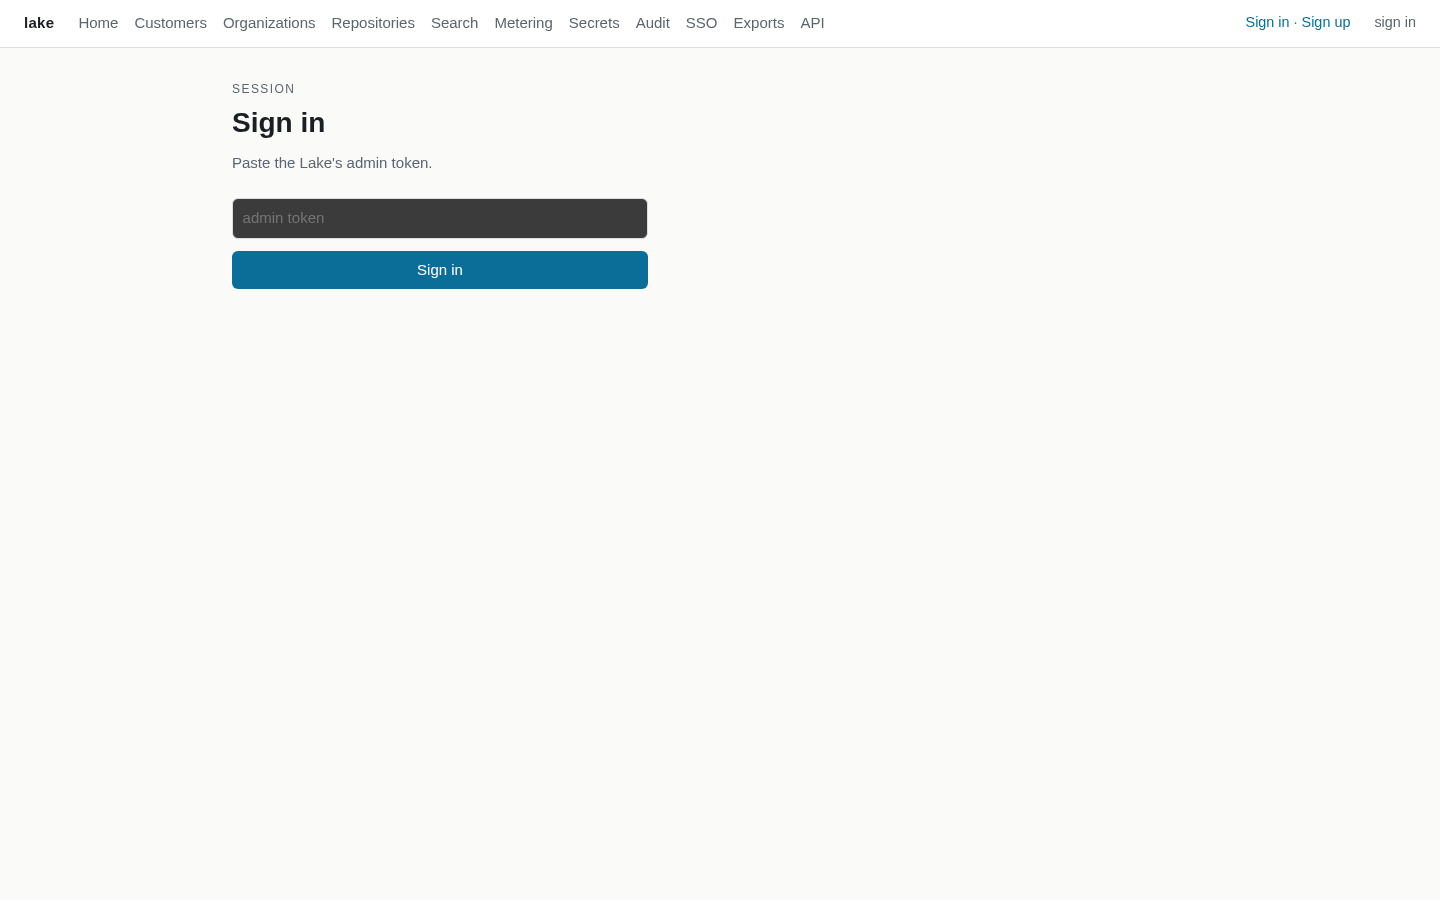 lake Home Customers Organizations Repositories Search Metering Secrets Audit SSO Exports API Sign in · Sign up sign in
SESSION
Sign in
Paste the Lake's admin token.
admin token
Sign in